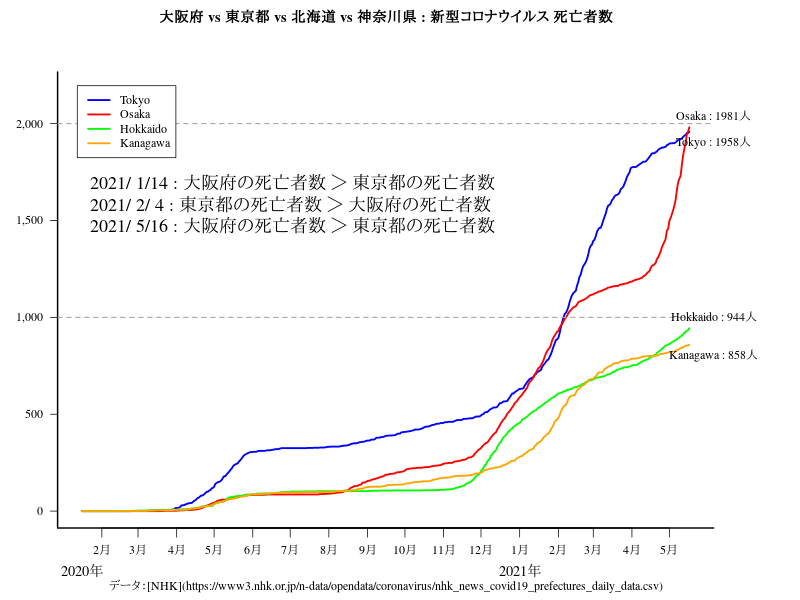 大阪府 vs 東京都 vs 北海道 vs 神奈川県 : 新型コロナウイルス 死亡者数
Tokyo
Osaka
Hokkaido
Kanagawa
Osaka : 1981人
Tokyo : 1958人
2021/ 1/14 : 大阪府の死亡者数 ＞ 東京都の死亡者数
2021/ 2/ 4 : 東京都の死亡者数 ＞ 大阪府の死亡者数
2021/ 5/16 : 大阪府の死亡者数 ＞ 東京都の死亡者数
Hokkaido : 944人
Kanagawa : 858人
2,000
1,500
1,000
500
0
2月 3月 4月 5月 6月 7月 8月 9月 10月 11月 12月 1月 2月 3月 4月 5月
2020年 2021年
データ:[NHK](https://www3.nhk.or.jp/n-data/opendata/coronavirus/nhk_news_covid19_prefectures_daily_data.csv)